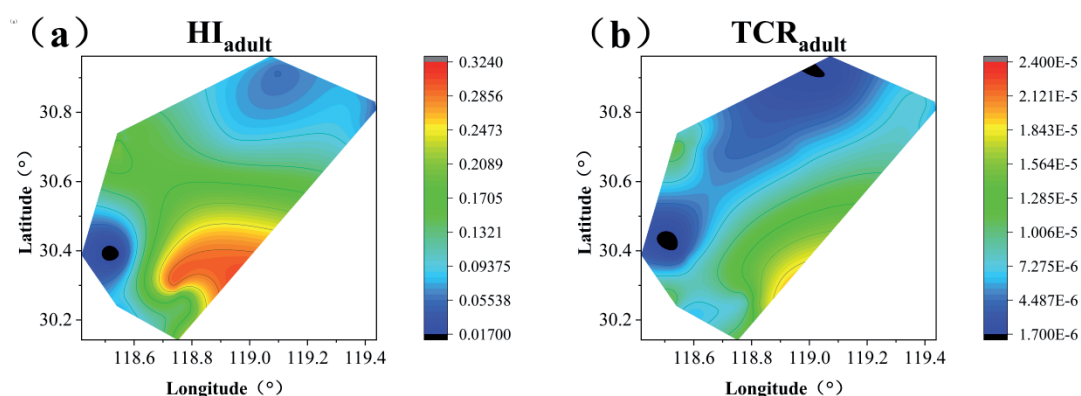 (a)
（a） HI adult
0.3240
0.2856
0.2473
0.2089
0.1705
0.1321
0.09375
0.05538
0.01700
Latitude（°）
30.8
30.6
30.4
30.2
118.6 118.8 119.0 119.2 119.4
Longitude（°）
（b） TCR adult
2.400E-5
2.121E-5
1.843E-5
1.564E-5
1.285E-5
1.006E-5
7.275E-6
4.487E-6
1.700E-6
Latitude（°）
30.8
30.6
30.4
30.2
118.6 118.8 119.0 119.2 119.4
Longitude（°）